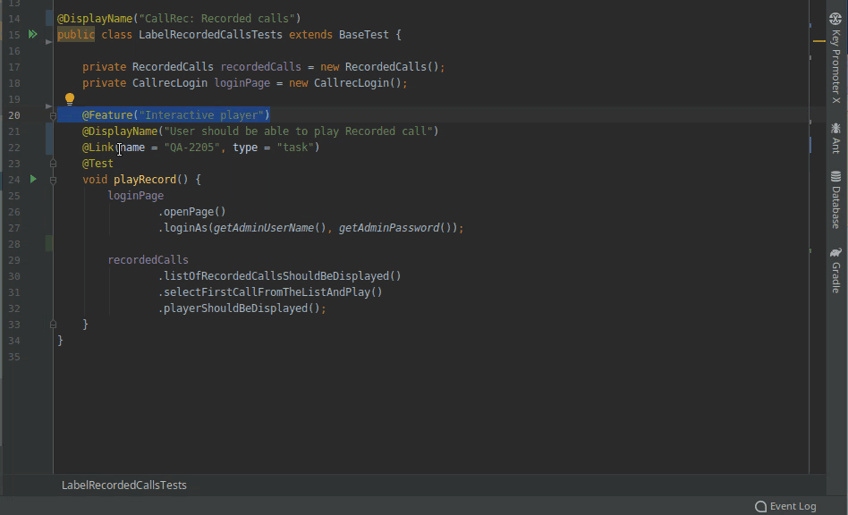 13
14 @DisplayName("CallRec: Recorded calls")
15 public class LabelRecordedCallsTests extends BaseTest {
16
17 private RecordedCalls recordedCalls = new RecordedCalls();
18 private CallrecLogin loginPage = new CallrecLogin();
19
20 @Feature("Interactive player")
21 @DisplayName("User should be able to play Recorded call")
22 @Link(name = "QA-2205", type = "task")
23 @Test
24 void playRecord() {
25 loginPage
26 .openPage()
27 .loginAs(getAdminUserName(), getAdminPassword());
28
29 recordedCalls
30 .listOfRecordedCallsShouldBeDisplayed()
31 .selectFirstCallFromTheListAndPlay()
32 .playerShouldBeDisplayed();
33 }
34 }
35
LabelRecordedCallsTests
Event Log
Key Promoter X
Ant
Database
Gradle